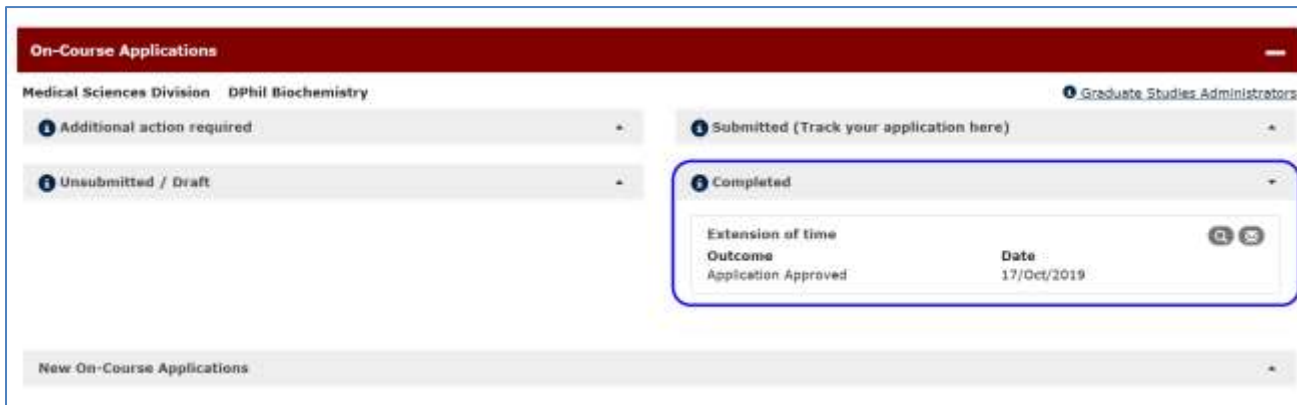 On-Course Applications
Medical Sciences Division DPhil Biochemistry
Graduate Studies Administrators
Additional action required
Submitted (Track your application here)
Unsubmitted / Draft
Completed
Extension of time
Outcome Date
Application Approved 17/Oct/2019
New On-Course Applications